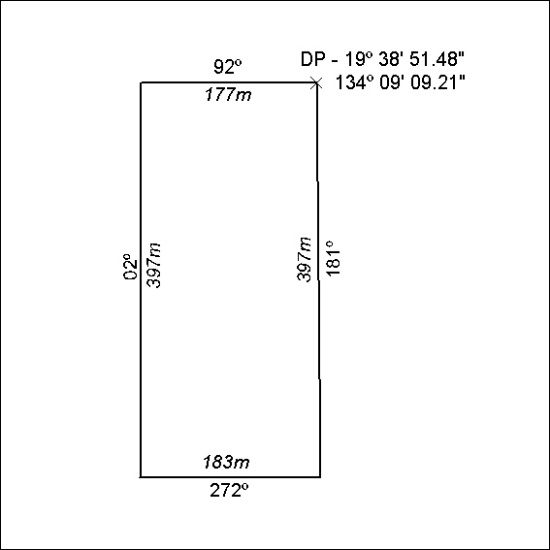 92º
177m
DP - 19º 38' 51.48"
134º 09' 09.21"
02º
397m
397m
181º
183m
272º